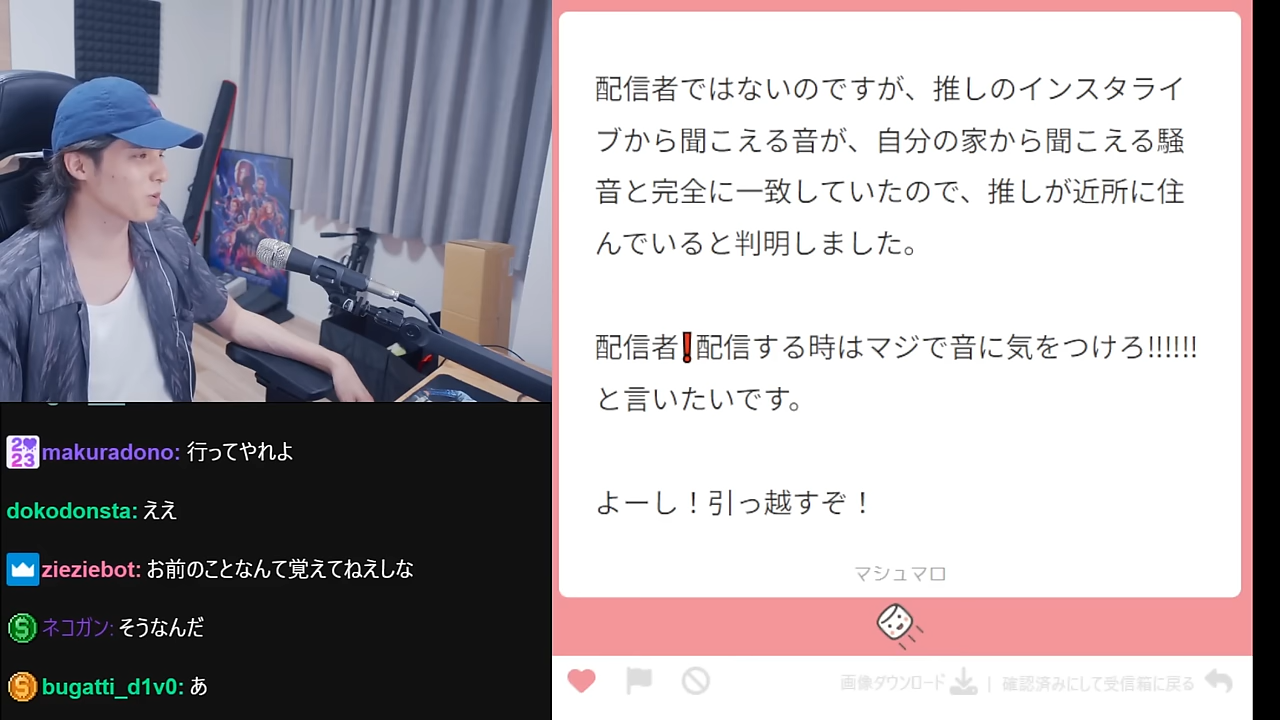 配信者ではないのですが、推しのインスタライ
ブから聞こえる音が、自分の家から聞こえる騒
音と完全に一致していたので、推しが近所に住
んでいると判明しました。
配信者❗配信する時はマジで音に気をつけろ!!!!!!
と言いたいです。
よーし！引っ越すぞ！
マシュマロ
画像ダウンロード | 確認済みにして受信箱に戻る
2023 makuradono: 行ってやれよ
dokodonsta: ええ
zieziebot: お前のことなんて覚えてねえしな
ネコガン: そうなんだ
bugatti_d1v0: あ